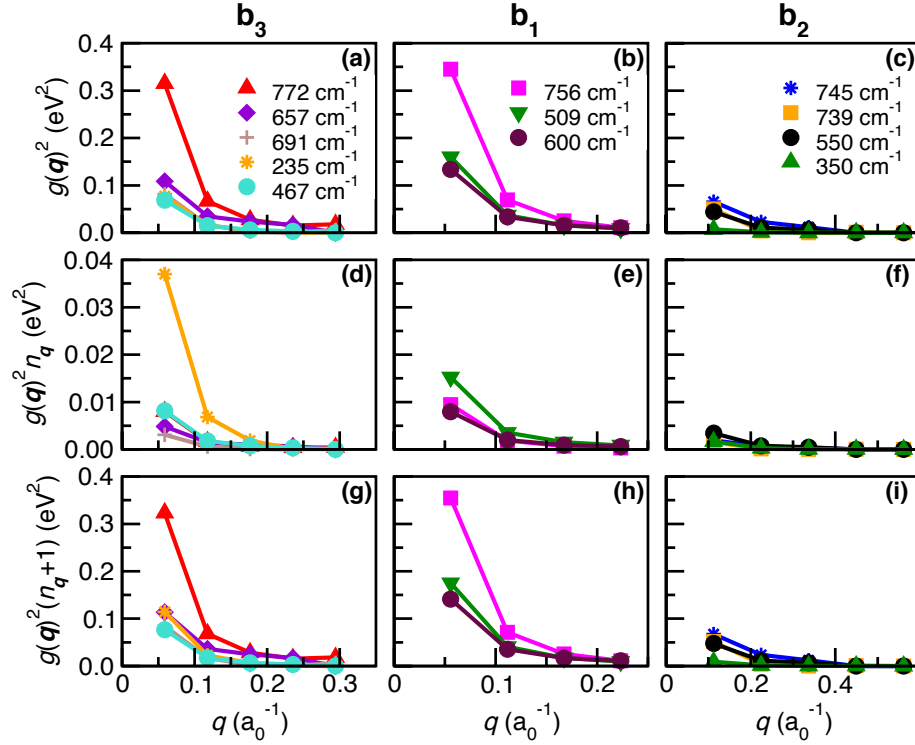 b₃ b₁ b₂
g(q)² (eV²)
0.4
0.3
0.2
0.1
0.0
(a)
772 cm⁻¹
657 cm⁻¹
691 cm⁻¹
235 cm⁻¹
467 cm⁻¹
(b)
756 cm⁻¹
509 cm⁻¹
600 cm⁻¹
(c)
745 cm⁻¹
739 cm⁻¹
550 cm⁻¹
350 cm⁻¹
g(q)² n_q (eV²)
0.04
0.03
0.02
0.01
0.00
(d)
(e)
(f)
g(q)² (n_q+1) (eV²)
0.4
0.3
0.2
0.1
0.0
(g)
(h)
(i)
0 0.1 0.2 0.3
0 0.1 0.2
0 0.2 0.4
q (a₀⁻¹)
q (a₀⁻¹)
q (a₀⁻¹)